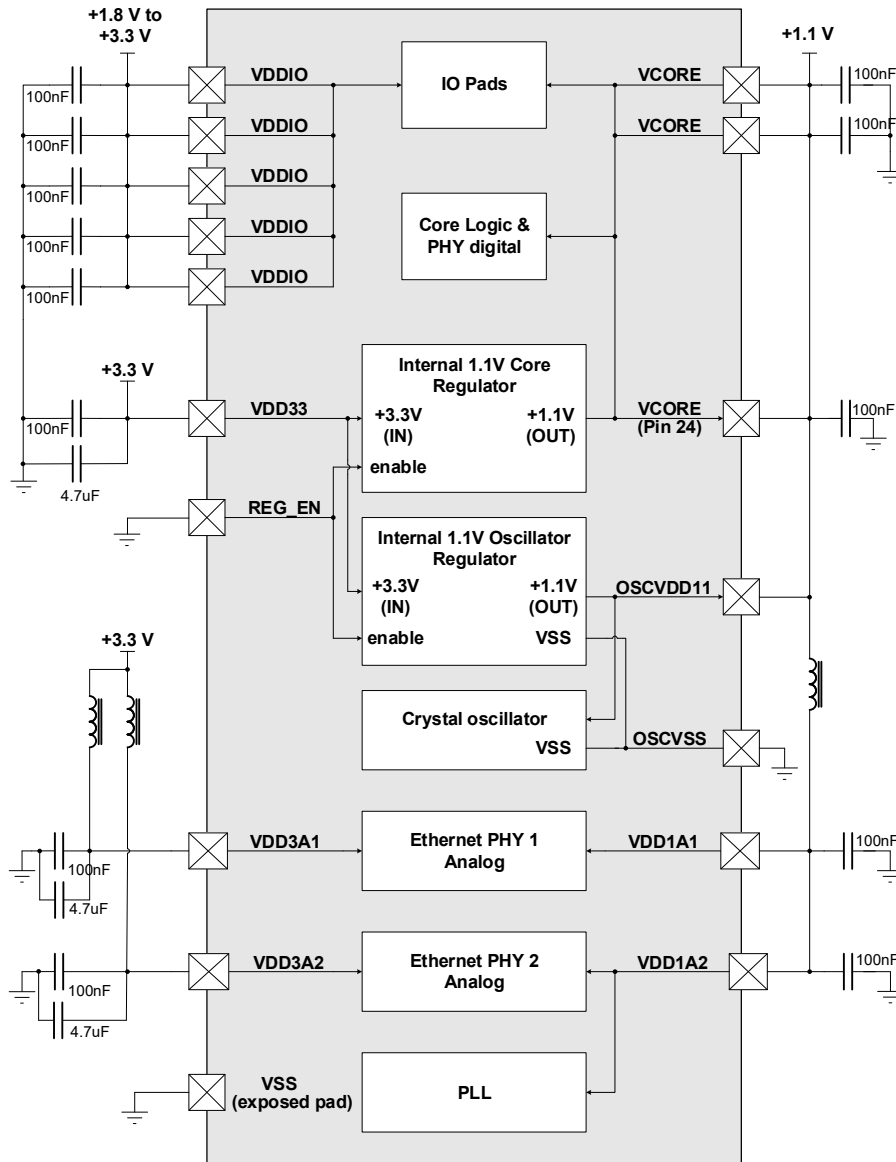 +1.8 V to
+3.3 V
+1.1 V
VDDIO
IO Pads
VCORE
100nF
100nF
VDDIO
VCORE
100nF
100nF
VDDIO
100nF
VDDIO
Core Logic &
PHY digital
100nF
VDDIO
100nF
+3.3 V
Internal 1.1V Core
Regulator
VDD33
+3.3V
(IN)
+1.1V
(OUT)
VCORE
(Pin 24)
100nF
100nF
enable
4.7uF
REG_EN
Internal 1.1V Oscillator
Regulator
+3.3V
(IN)
+1.1V
(OUT)
OSCVDD11
enable
VSS
+3.3 V
Crystal oscillator
VSS
OSCVSS
VDD3A1
Ethernet PHY 1
Analog
VDD1A1
100nF
100nF
4.7uF
VDD3A2
Ethernet PHY 2
Analog
VDD1A2
100nF
100nF
4.7uF
VSS
(exposed pad)
PLL